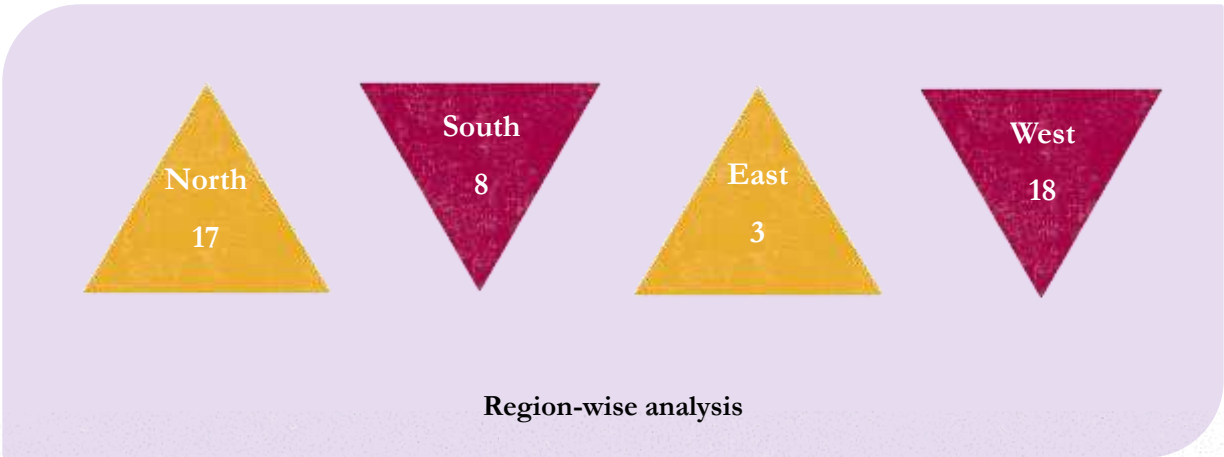 North
17
South
8
East
3
West
18
Region-wise analysis